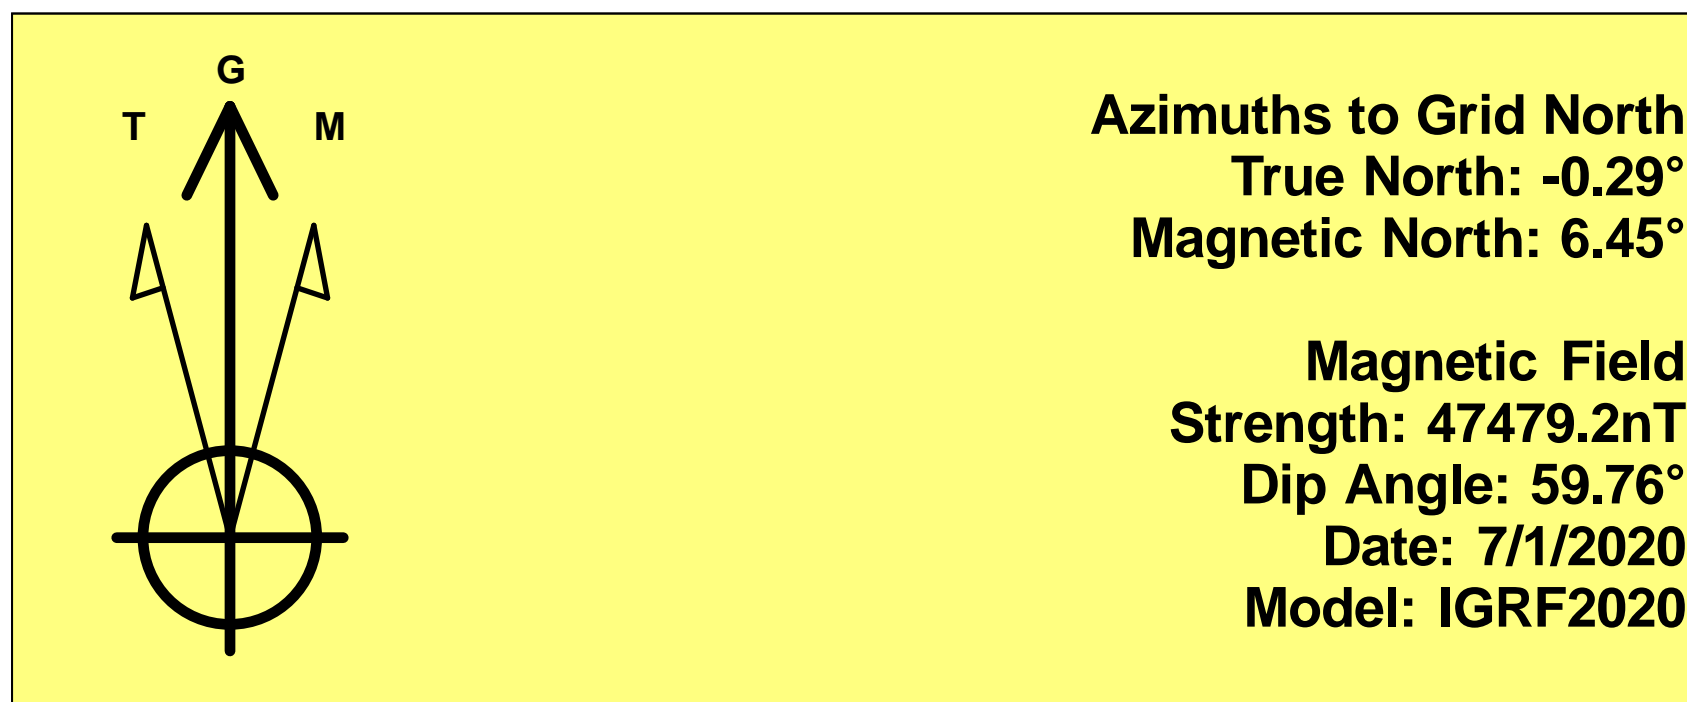 G
T
M
Azimuths to Grid North
True North: -0.29°
Magnetic North: 6.45°
Magnetic Field
Strength: 47479.2nT
Dip Angle: 59.76°
Date: 7/1/2020
Model: IGRF2020